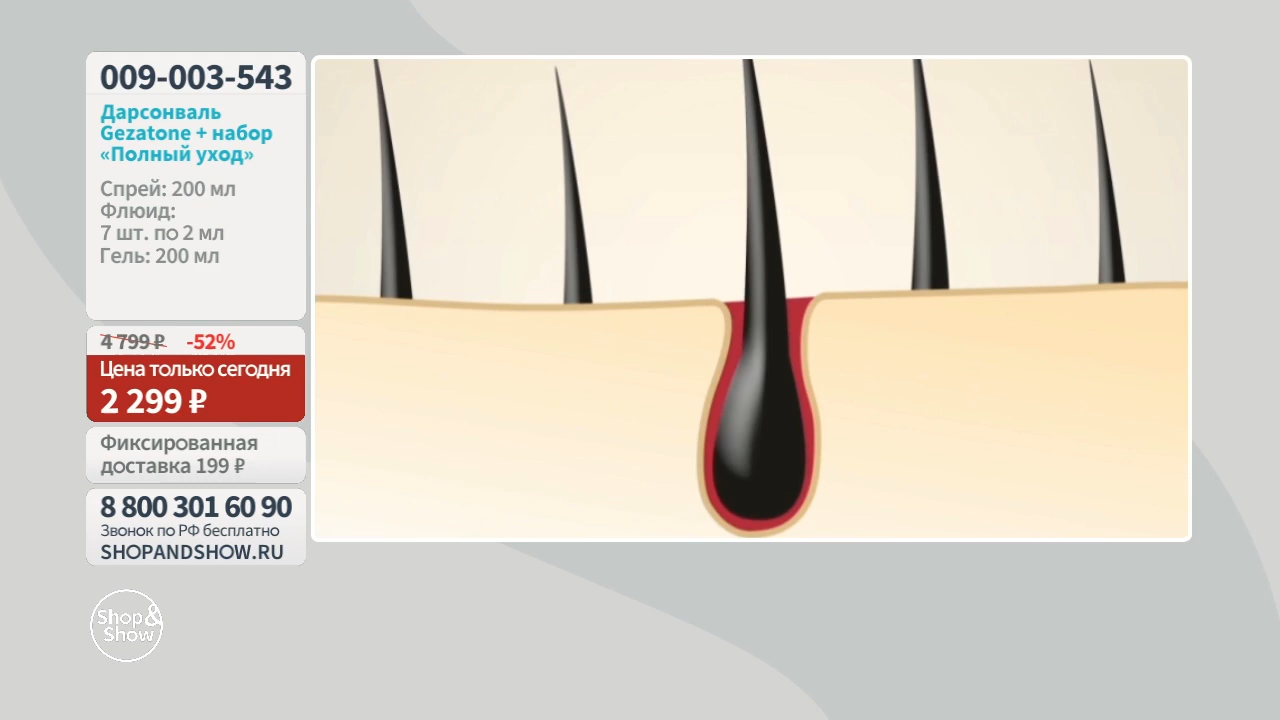 009-003-543
Дарсонваль
Gezatone + набор
«Полный уход»
Спрей: 200 мл
Флюид:
7 шт. по 2 мл
Гель: 200 мл
4 799 ₽ -52%
Цена только сегодня
2 299 ₽
Фиксированная
доставка 199 ₽
8 800 301 60 90
Звонок по РФ бесплатно
SHOPANDSHOW.RU
Shop&
Show